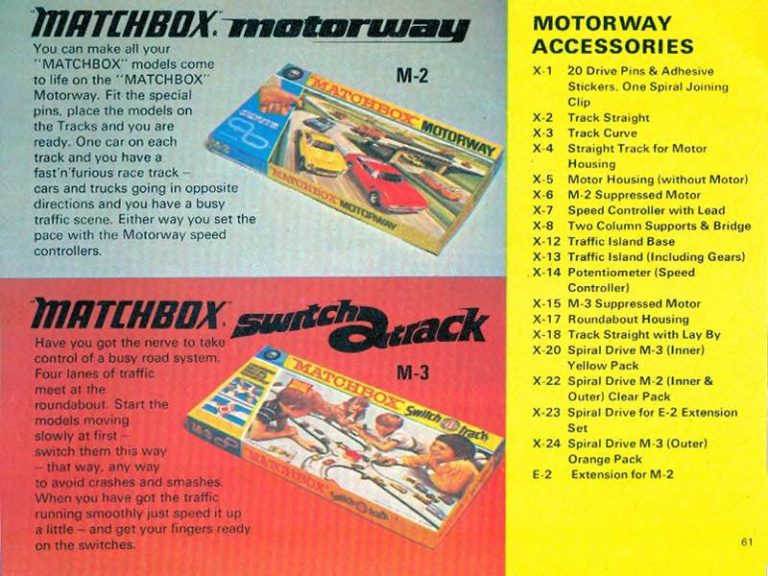 "MATCHBOX" motorway
You can make all your
"MATCHBOX" models come
to life on the "MATCHBOX"
Motorway. Fit the special
pins, place the models on
the Tracks and you are
ready. One car on each
track and you have a
fast'n'furious race track –
cars and trucks going in opposite
directions and you have a busy
traffic scene. Either way you set the
pace with the Motorway speed
controllers.
M-2
MATCHBOX MOTORWAY
MATCHBOX MOTORWAY
"MATCHBOX" Switch a track
Have you got the nerve to take
control of a busy road system.
Four lanes of traffic
meet at the
roundabout. Start the
models moving
slowly at first –
switch them this way
– that way, any way
to avoid crashes and smashes.
When you have got the traffic
running smoothly just speed it up
a little – and get your fingers ready
on the switches.
M-3
MATCHBOX Switch a track
M-3
MATCHBOX Switch a track
MOTORWAY
ACCESSORIES
X-1 20 Drive Pins & Adhesive
Stickers. One Spiral Joining
Clip
X-2 Track Straight
X-3 Track Curve
X-4 Straight Track for Motor
Housing
X-5 Motor Housing (without Motor)
X-6 M-2 Suppressed Motor
X-7 Speed Controller with Lead
X-8 Two Column Supports & Bridge
X-12 Traffic Island Base
X-13 Traffic Island (Including Gears)
X-14 Potentiometer (Speed
Controller)
X-15 M-3 Suppressed Motor
X-17 Roundabout Housing
X-18 Track Straight with Lay By
X-20 Spiral Drive M-3 (Inner)
Yellow Pack
X-22 Spiral Drive M-2 (Inner &
Outer) Clear Pack
X-23 Spiral Drive for E-2 Extension
Set
X-24 Spiral Drive M-3 (Outer)
Orange Pack
E-2 Extension for M-2
61